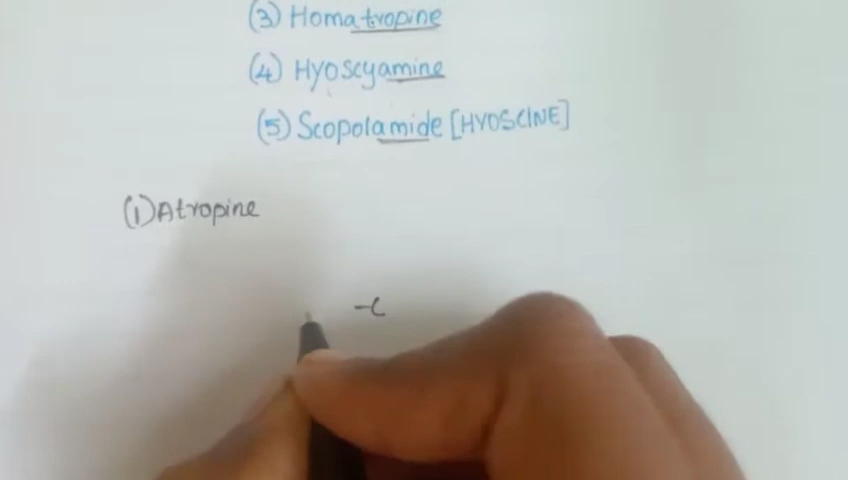 (3) Homatropine
(4) Hyoscyamine
(5) Scopolamide [HYOSCINE]
(1) Atropine
-C